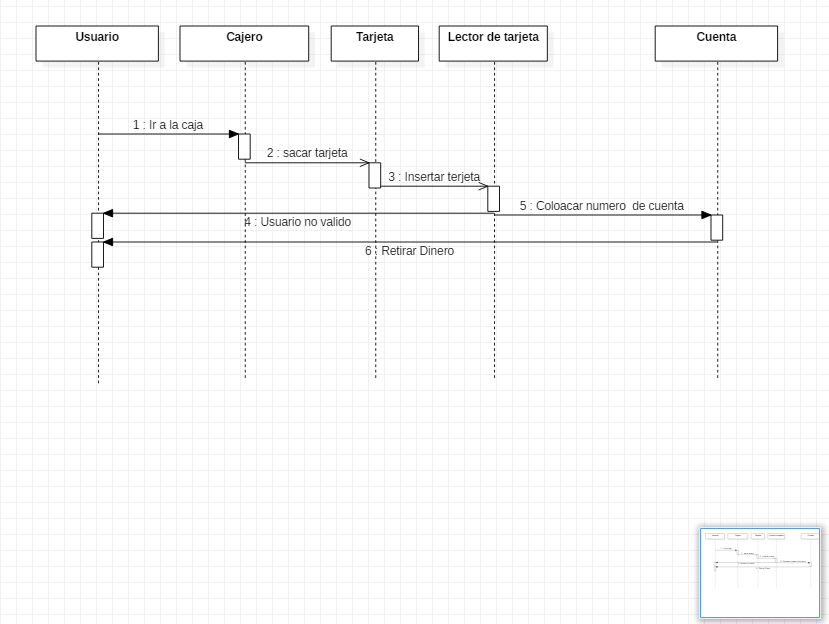 Usuario
Cajero
Tarjeta
Lector de tarjeta
Cuenta
1 : Ir a la caja
2 : sacar tarjeta
3 : Insertar terjeta
4 : Usuario no valido
5 : Coloacar numero de cuenta
6 : Retirar Dinero